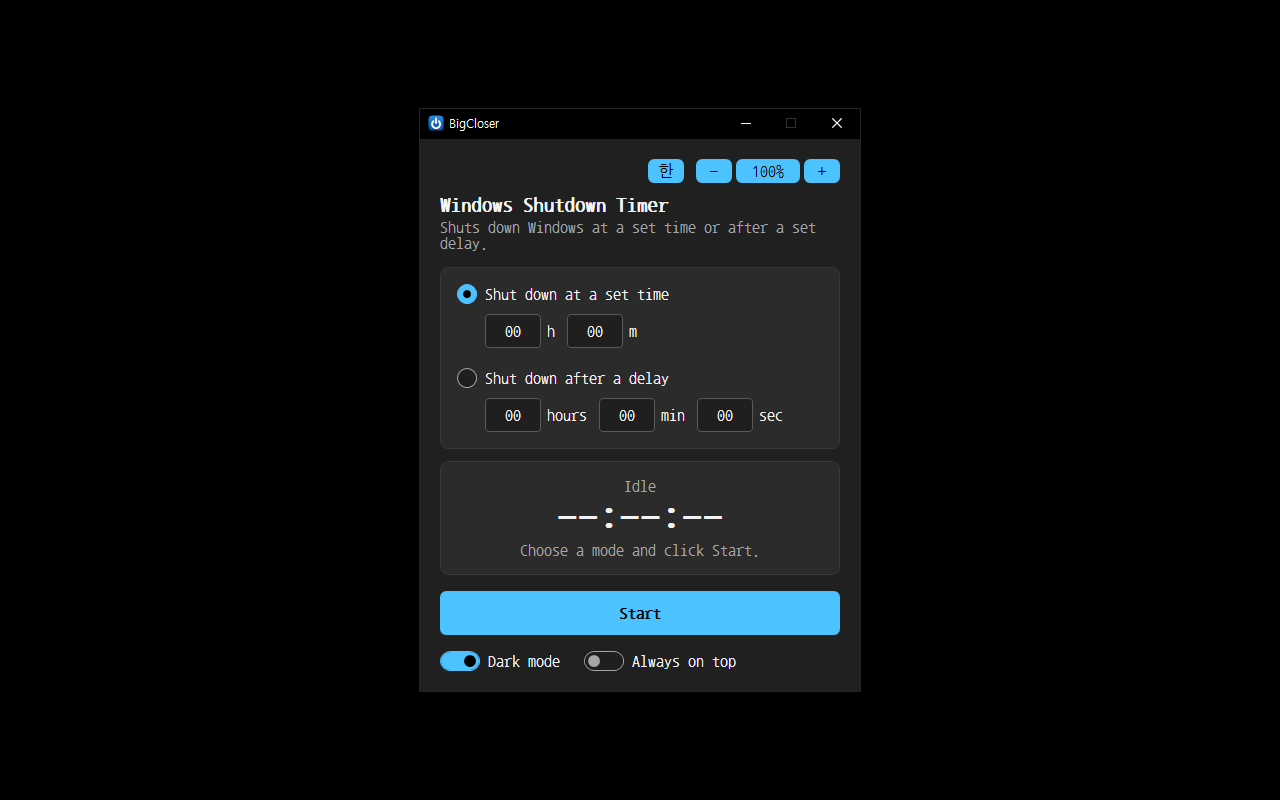 BigCloser
한 − 100% +
Windows Shutdown Timer
Shuts down Windows at a set time or after a set
delay.
Shut down at a set time
00 h 00 m
Shut down after a delay
00 hours 00 min 00 sec
Idle
--:--:--
Choose a mode and click Start.
Start
Dark mode Always on top